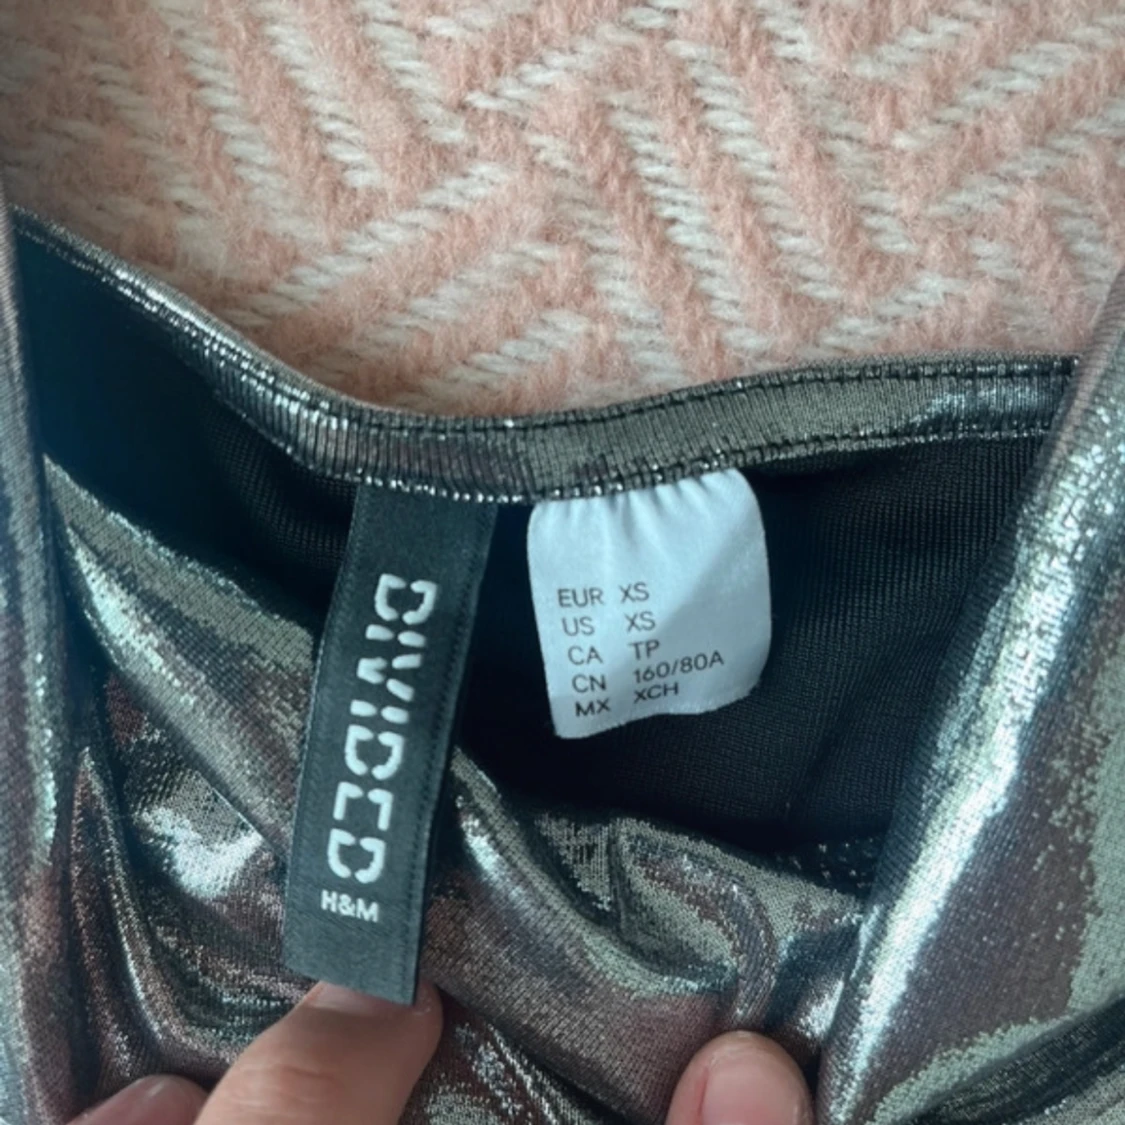 DIVIDED
H&M
EUR XS
US XS
CA TP
CN 160/80A
MX XCH